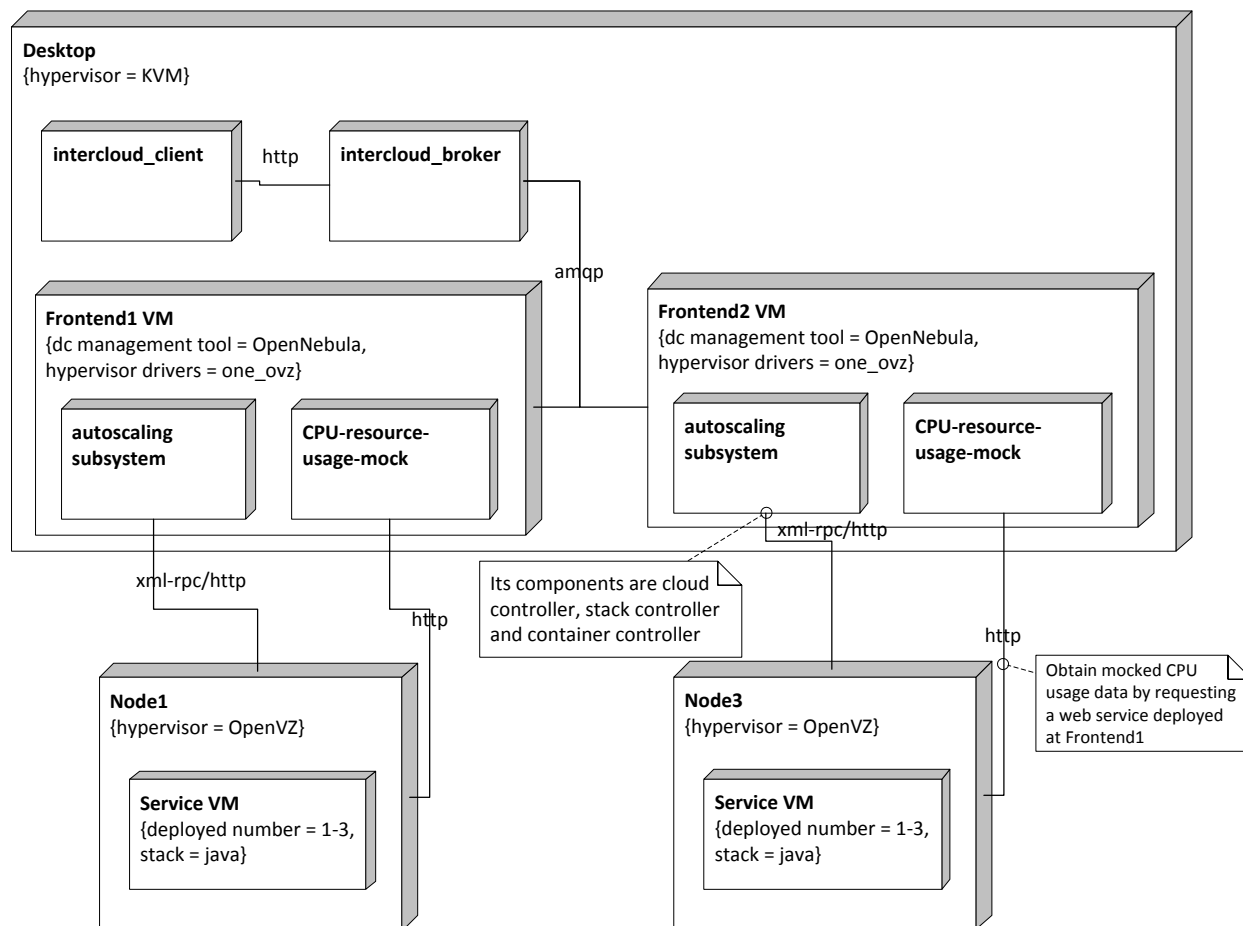 Desktop
{hypervisor = KVM}
intercloud_client
http
intercloud_broker
amqp
Frontend1 VM
{dc management tool = OpenNebula,
hypervisor drivers = one_ovz}
autoscaling
subsystem
CPU-resource-
usage-mock
Frontend2 VM
{dc management tool = OpenNebula,
hypervisor drivers = one_ovz}
autoscaling
subsystem
CPU-resource-
usage-mock
xml-rpc/http
http
xml-rpc/http
http
Its components are cloud
controller, stack controller
and container controller
Obtain mocked CPU
usage data by requesting
a web service deployed
at Frontend1
Node1
{hypervisor = OpenVZ}
Service VM
{deployed number = 1-3,
stack = java}
Node3
{hypervisor = OpenVZ}
Service VM
{deployed number = 1-3,
stack = java}